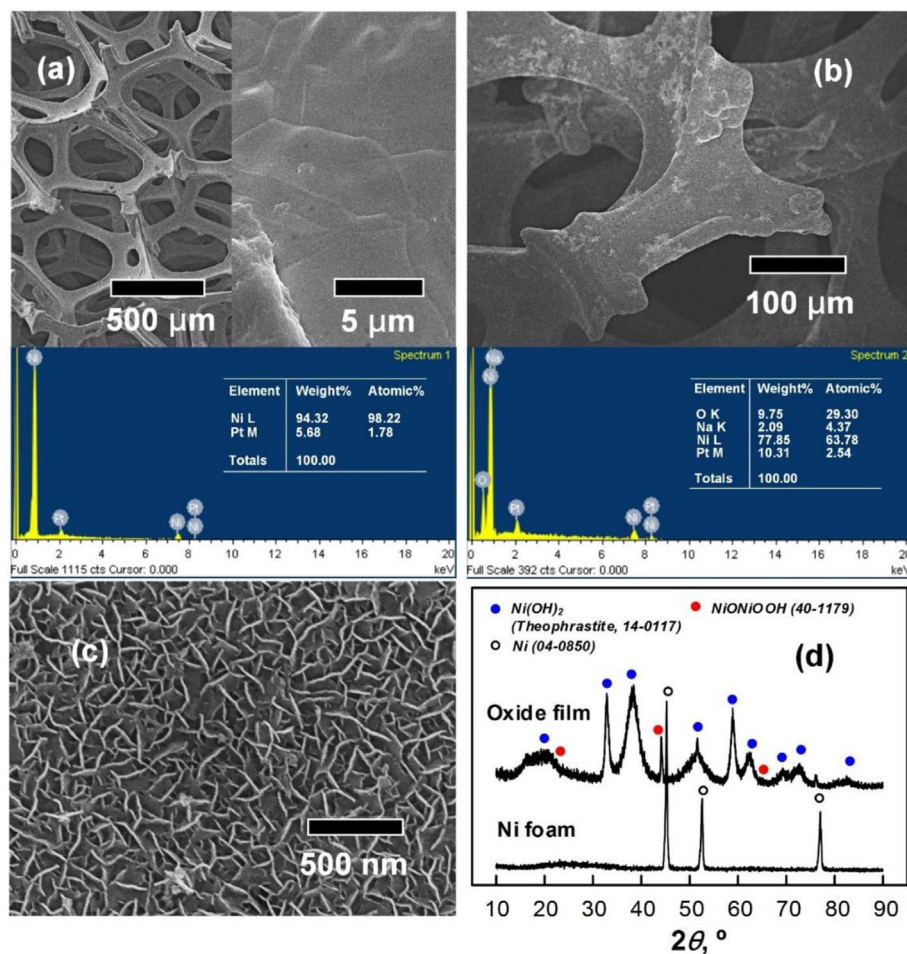 (a)
500 µm
5 µm
(b)
100 µm
Spectrum 1
Ni
Element Weight% Atomic%
Ni L 94.32 98.22
Pt M 5.68 1.78
Totals 100.00
Pt
Ni
Pt
Ni
0 2 4 6 8 10 12 14 16 18 20
Full Scale 1115 cts Cursor: 0.000 keV
Spectrum 2
Na
Ni
Element Weight% Atomic%
O K 9.75 29.30
Na K 2.09 4.37
Ni L 77.85 63.78
Pt M 10.31 2.54
Totals 100.00
O
Pt
Ni
Pt
Ni
0 2 4 6 8 10 12 14 16 18 20
Full Scale 392 cts Cursor: 0.000 keV
(c)
500 nm
Ni(OH)2
(Theophrastite, 14-0117)
NiONiOOH (40-1179)
Ni (04-0850)
(d)
Oxide film
Ni foam
10 20 30 40 50 60 70 80 90
2θ, º